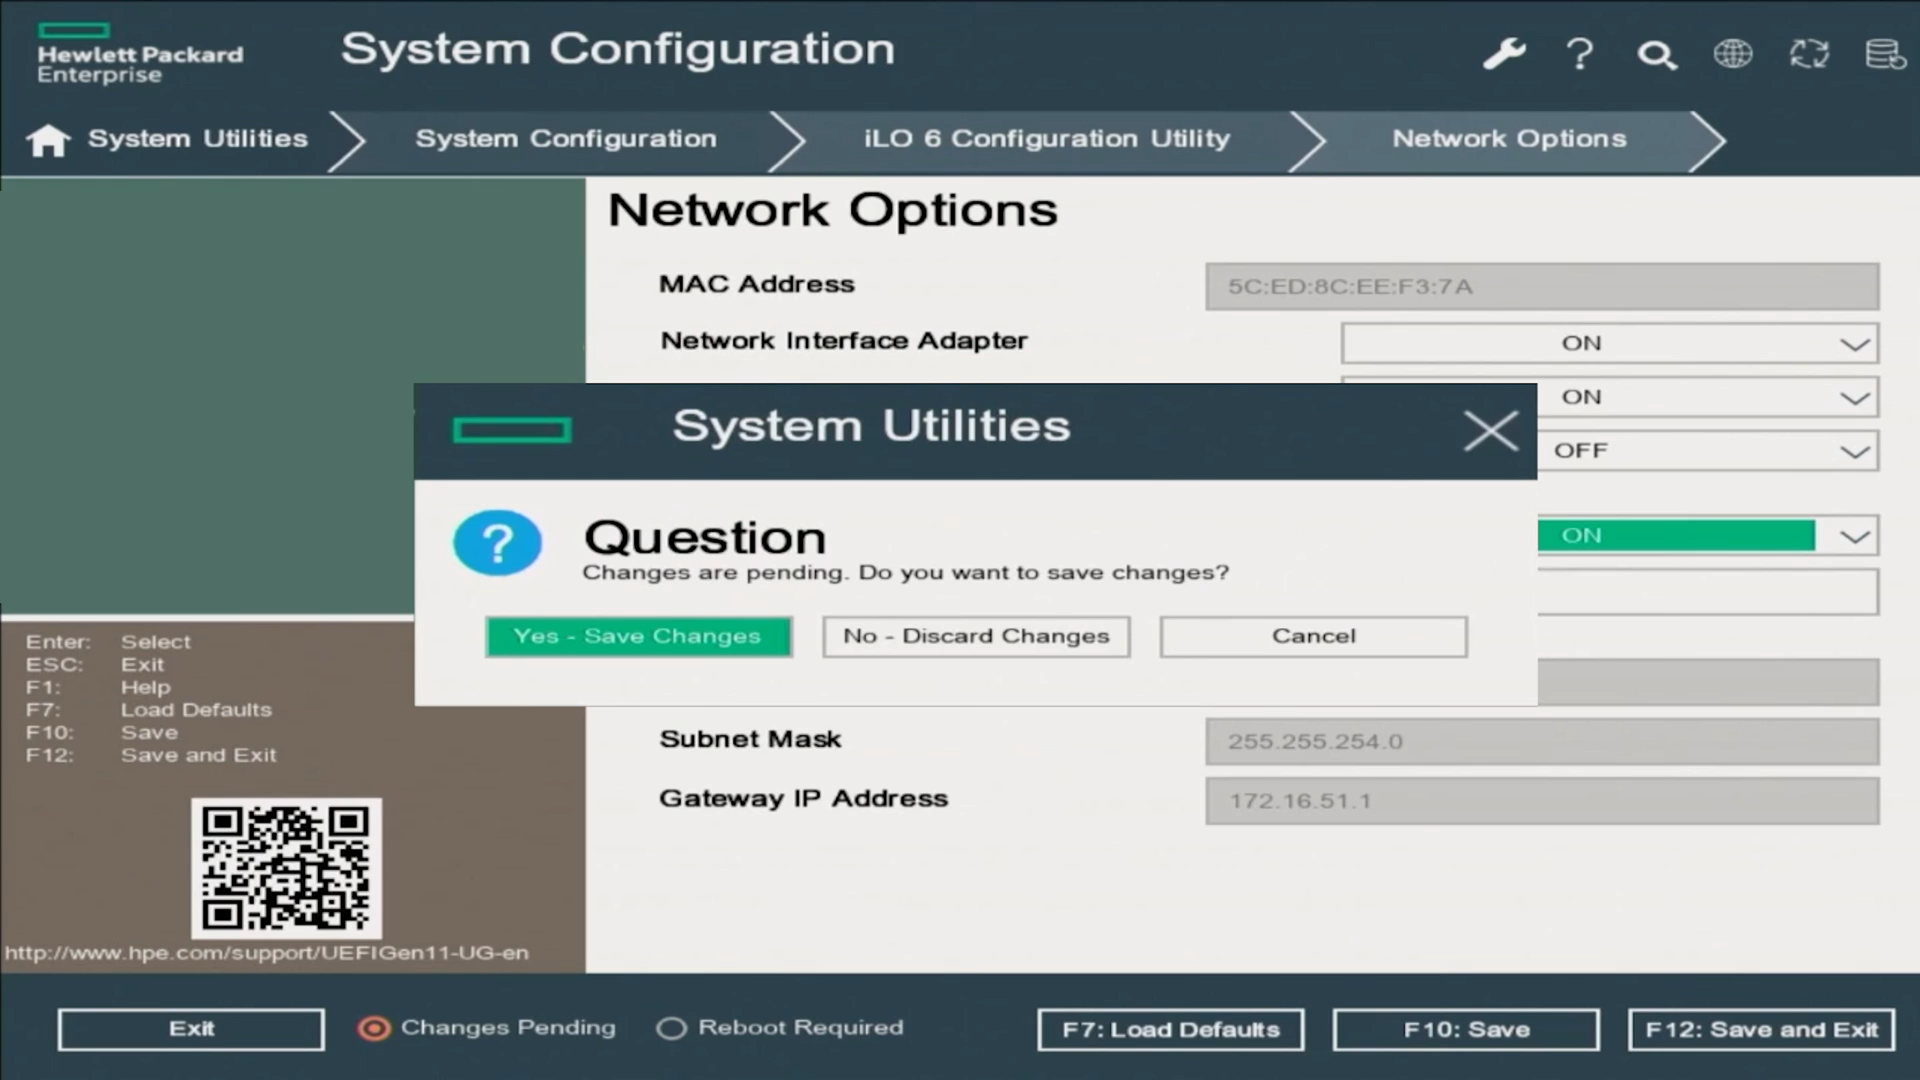 Hewlett Packard
Enterprise
System Configuration
System Utilities
System Configuration
iLO 6 Configuration Utility
Network Options
Network Options
MAC Address
5C:ED:8C:EE:F3:7A
Network Interface Adapter
ON
ON
OFF
ON
System Utilities
Question
Changes are pending. Do you want to save changes?
Yes - Save Changes
No - Discard Changes
Cancel
Subnet Mask
255.255.254.0
Gateway IP Address
172.16.51.1
Enter: Select
ESC: Exit
F1: Help
F7: Load Defaults
F10: Save
F12: Save and Exit
http://www.hpe.com/support/UEFIGen11-UG-en
Exit
Changes Pending
Reboot Required
F7: Load Defaults
F10: Save
F12: Save and Exit